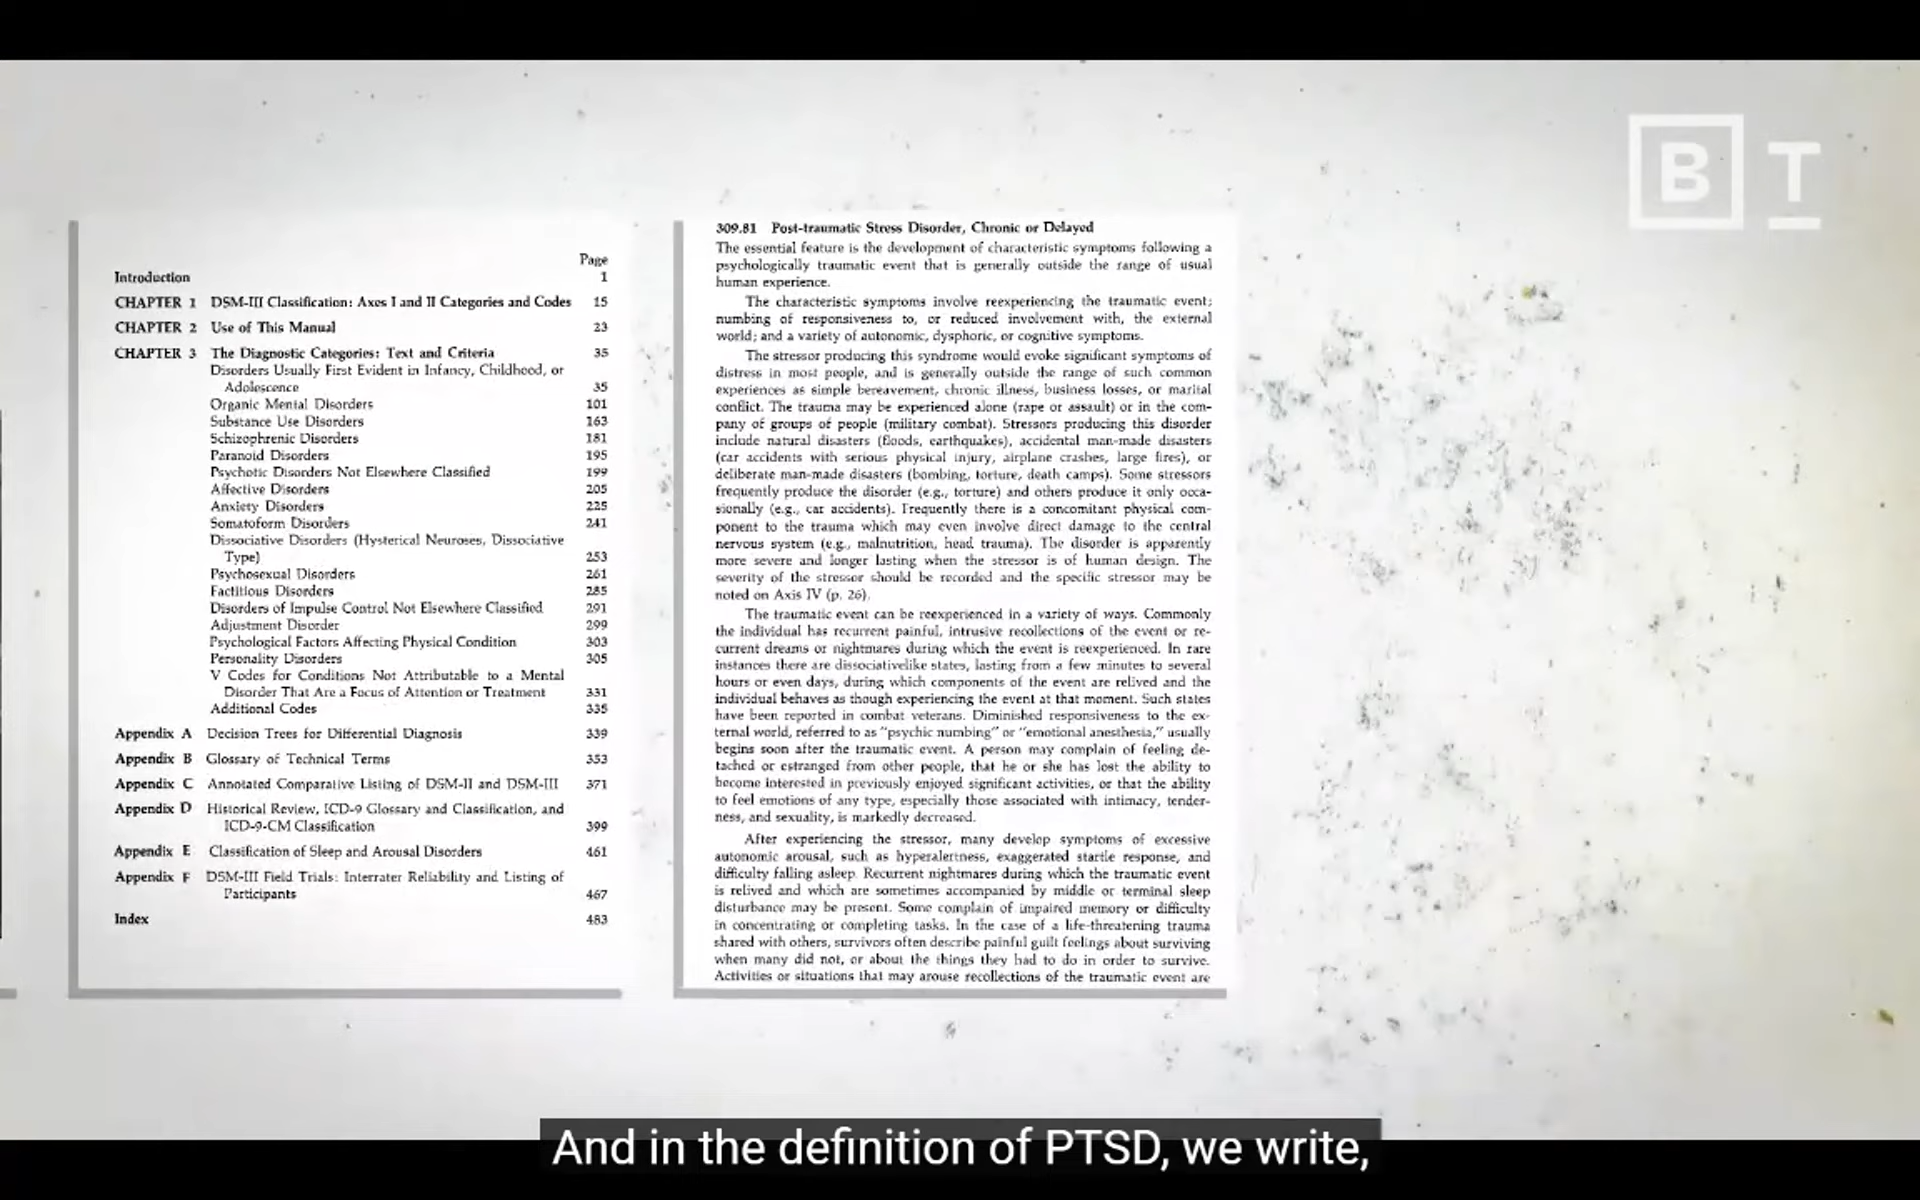 B T
Page
Introduction 1
CHAPTER 1 DSM-III Classification: Axes I and II Categories and Codes 15
CHAPTER 2 Use of This Manual 23
CHAPTER 3 The Diagnostic Categories: Text and Criteria 35
Disorders Usually First Evident in Infancy, Childhood, or
Adolescence 35
Organic Mental Disorders 101
Substance Use Disorders 163
Schizophrenic Disorders 181
Paranoid Disorders 195
Psychotic Disorders Not Elsewhere Classified 199
Affective Disorders 205
Anxiety Disorders 225
Somatoform Disorders 241
Dissociative Disorders (Hysterical Neuroses, Dissociative
Type) 253
Psychosexual Disorders 261
Factitious Disorders 285
Disorders of Impulse Control Not Elsewhere Classified 291
Adjustment Disorder 299
Psychological Factors Affecting Physical Condition 303
Personality Disorders 305
V Codes for Conditions Not Attributable to a Mental
Disorder That Are a Focus of Attention or Treatment 331
Additional Codes 335
Appendix A Decision Trees for Differential Diagnosis 339
Appendix B Glossary of Technical Terms 353
Appendix C Annotated Comparative Listing of DSM-II and DSM-III 371
Appendix D Historical Review, ICD-9 Glossary and Classification, and
ICD-9-CM Classification 399
Appendix E Classification of Sleep and Arousal Disorders 461
Appendix F DSM-III Field Trials: Interrater Reliability and Listing of
Participants 467
Index 483
309.81 Post-traumatic Stress Disorder, Chronic or Delayed
The essential feature is the development of characteristic symptoms following a
psychologically traumatic event that is generally outside the range of usual
human experience.
The characteristic symptoms involve reexperiencing the traumatic event;
numbing of responsiveness to, or reduced involvement with, the external
world; and a variety of autonomic, dysphoric, or cognitive symptoms.
The stressor producing this syndrome would evoke significant symptoms of
distress in most people, and is generally outside the range of such common
experiences as simple bereavement, chronic illness, business losses, or marital
conflict. The trauma may be experienced alone (rape or assault) or in the com-
pany of groups of people (military combat). Stressors producing this disorder
include natural disasters (floods, earthquakes), accidental man-made disasters
(car accidents with serious physical injury, airplane crashes, large fires), or
deliberate man-made disasters (bombing, torture, death camps). Some stressors
frequently produce the disorder (e.g., torture) and others produce it only occa-
sionally (e.g., car accidents). Frequently there is a concomitant physical com-
ponent to the trauma which may even involve direct damage to the central
nervous system (e.g., malnutrition, head trauma). The disorder is apparently
more severe and longer lasting when the stressor is of human design. The
severity of the stressor should be recorded and the specific stressor may be
noted on Axis IV (p. 26).
The traumatic event can be reexperienced in a variety of ways. Commonly
the individual has recurrent painful, intrusive recollections of the event or re-
current dreams or nightmares during which the event is reexperienced. In rare
instances there are dissociativelike states, lasting from a few minutes to several
hours or even days, during which components of the event are relived and the
individual behaves as though experiencing the event at that moment. Such states
have been reported in combat veterans. Diminished responsiveness to the ex-
ternal world, referred to as "psychic numbing" or "emotional anesthesia," usually
begins soon after the traumatic event. A person may complain of feeling de-
tached or estranged from other people, that he or she has lost the ability to
become interested in previously enjoyed significant activities, or that the ability
to feel emotions of any type, especially those associated with intimacy, tender-
ness, and sexuality, is markedly decreased.
After experiencing the stressor, many develop symptoms of excessive
autonomic arousal, such as hyperalertness, exaggerated startle response, and
difficulty falling asleep. Recurrent nightmares during which the traumatic event
is relived and which are sometimes accompanied by middle or terminal sleep
disturbance may be present. Some complain of impaired memory or difficulty
in concentrating or completing tasks. In the case of a life-threatening trauma
shared with others, survivors often describe painful guilt feelings about surviving
when many did not, or about the things they had to do in order to survive.
Activities or situations that may arouse recollections of the traumatic event are
And in the definition of PTSD, we write,